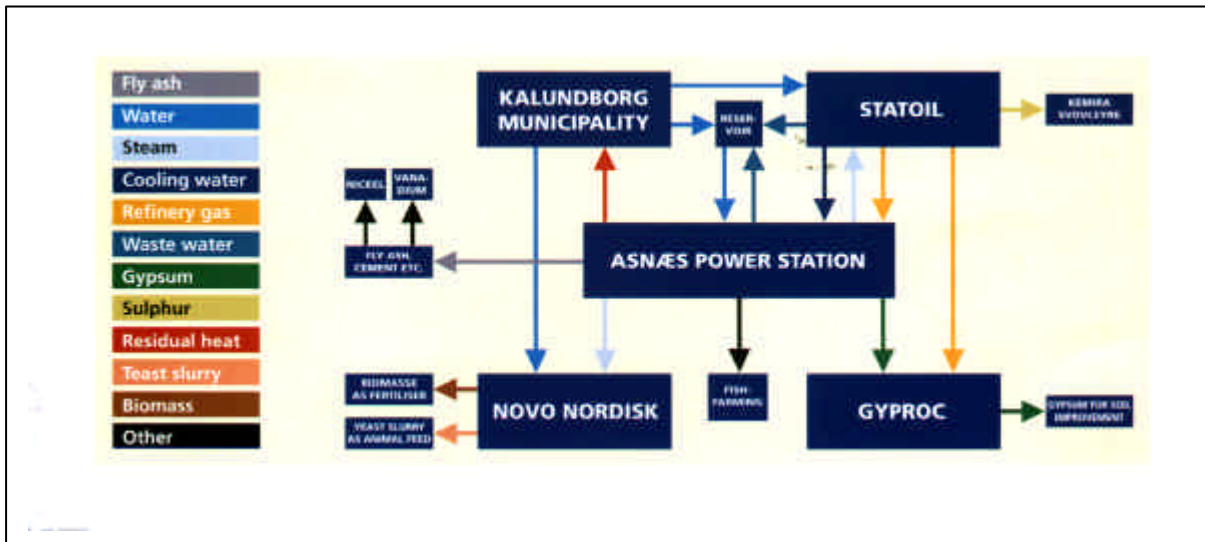 Fly ash
Water
Steam
Cooling water
Refinery gas
Waste water
Gypsum
Sulphur
Residual heat
Yeast slurry
Biomass
Other
KALUNDBORG
MUNICIPALITY
RESER-
VOIR
STATOIL
KEMIRA
NICKEL
VANA-
DIUM
FLY ASH,
CEMENT ETC.
ASNÆS POWER STATION
BIOMASSE
AS FERTILISER
YEAST SLURRY
AS ANIMAL FEED
NOVO NORDISK
FISH-
FARMING
GYPROC
GYPSUM FOR SOIL
IMPROVEMENT